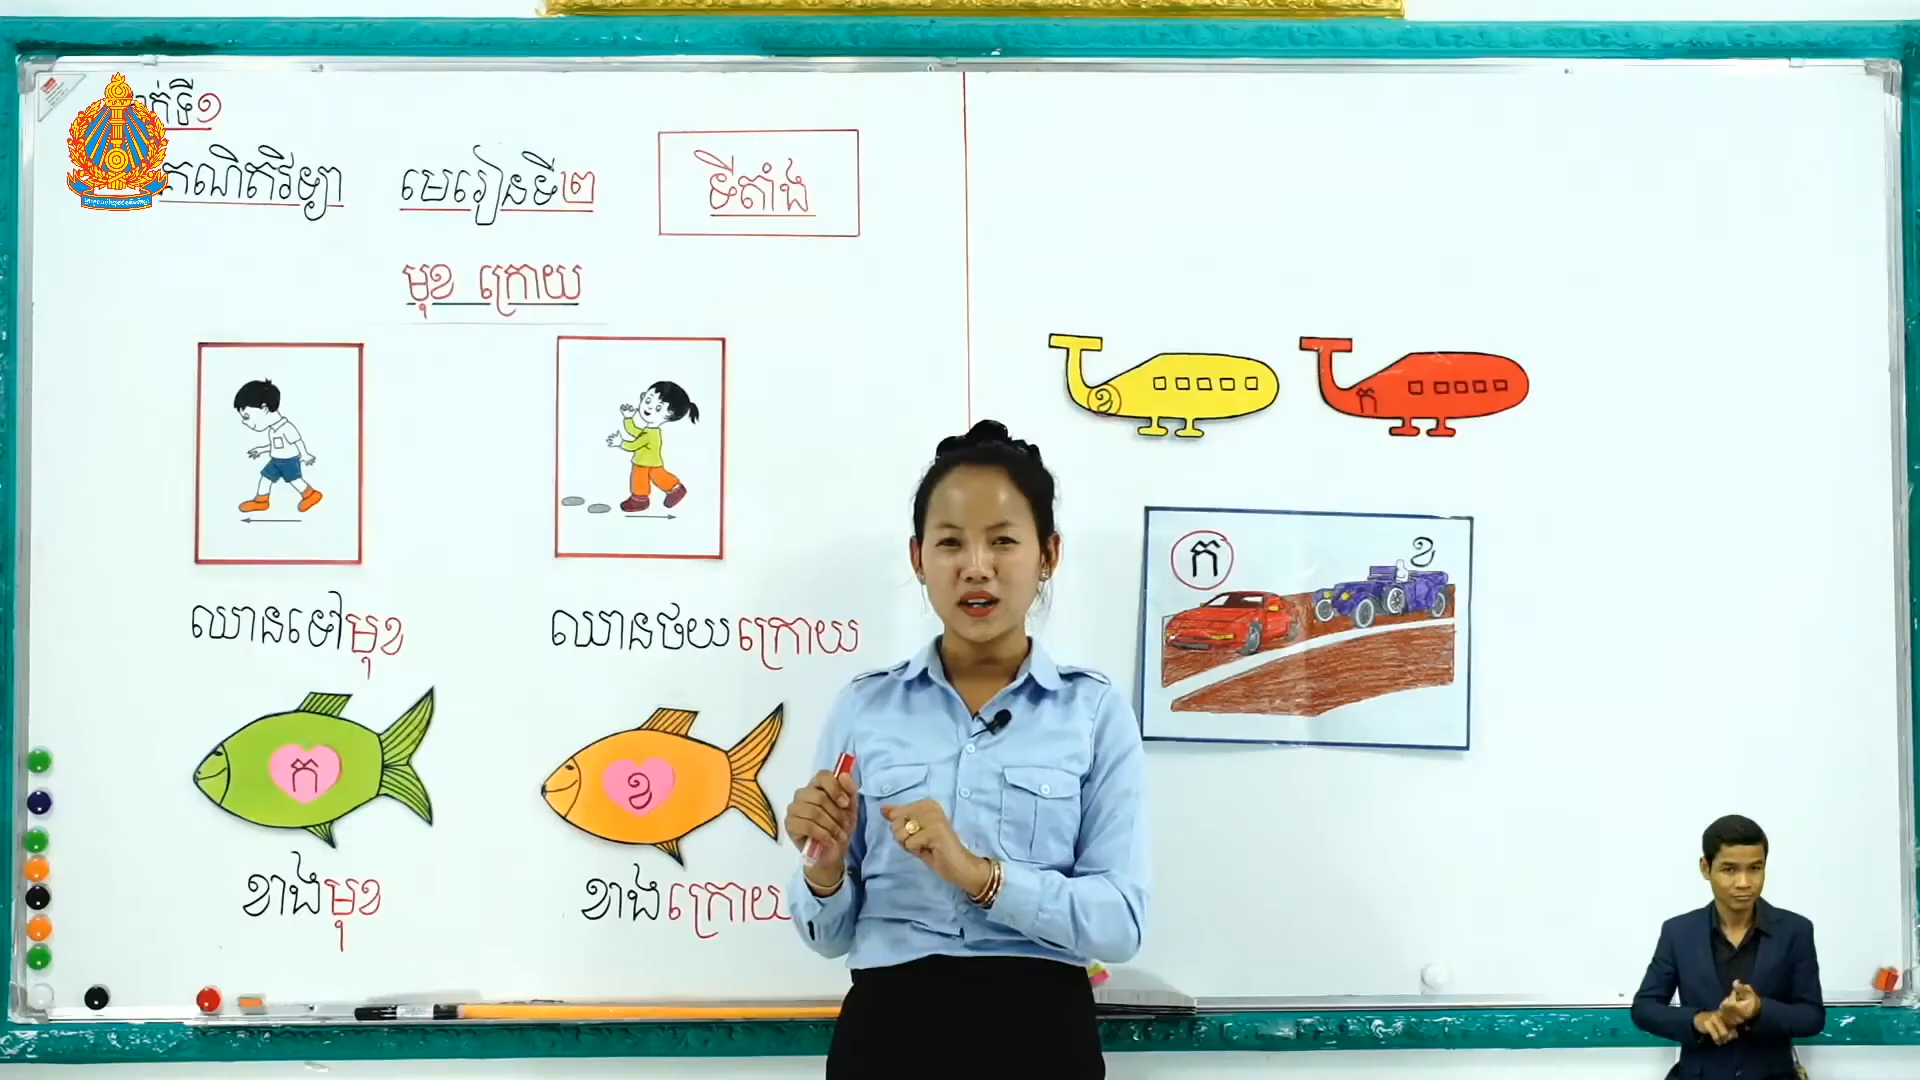 ក់ទី១
គណិតវិទ្យា មេរៀនទី២ ទីតាំង
មុខ ក្រោយ
ឈានទៅមុខ
ឈានថយក្រោយ
ក
ខ
ខាងមុខ
ខាងក្រោយ
ខ
ក
ក
ខ